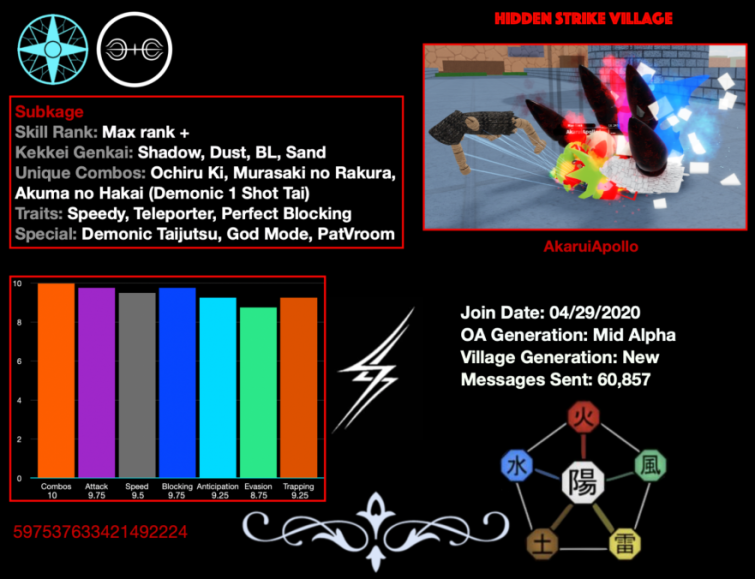 HIDDEN STRIKE VILLAGE
Subkage
Skill Rank: Max rank +
Kekkei Genkai: Shadow, Dust, BL, Sand
Unique Combos: Ochiru Ki, Murasaki no Rakura,
Akuma no Hakai (Demonic 1 Shot Tai)
Traits: Speedy, Teleporter, Perfect Blocking
Special: Demonic Taijutsu, God Mode, PatVroom
AkaruiApollo
10
8
6
4
2
0
Combos Attack Speed Blocking Anticipation Evasion Trapping
10 9.75 9.5 9.75 9.25 8.75 9.25
Join Date: 04/29/2020
OA Generation: Mid Alpha
Village Generation: New
Messages Sent: 60,857
火
水 風
陽
土 雷
597537633421492224